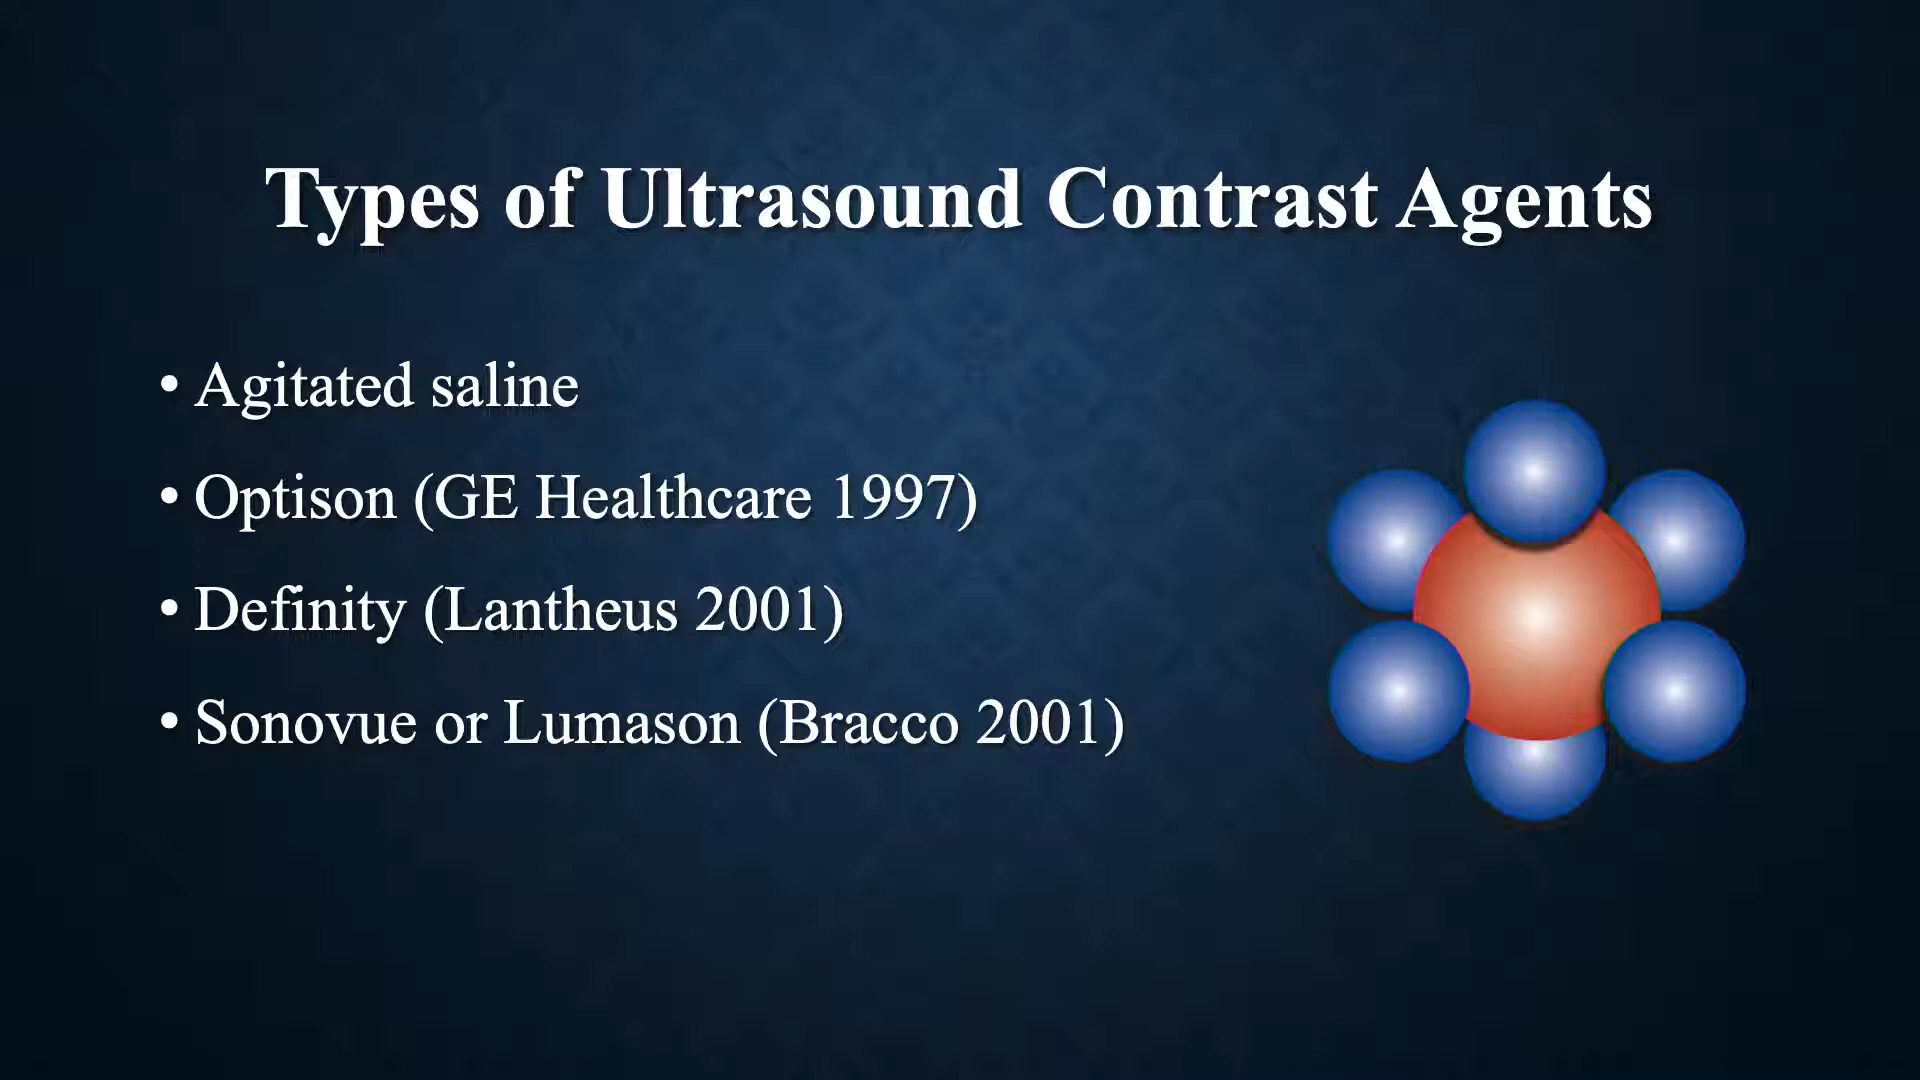 Types of Ultrasound Contrast Agents
• Agitated saline
• Optison (GE Healthcare 1997)
• Definity (Lantheus 2001)
• Sonovue or Lumason (Bracco 2001)